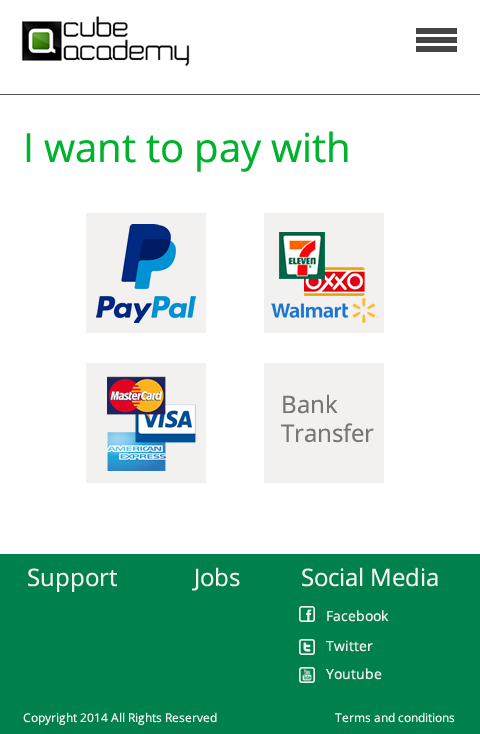 cube
academy
I want to pay with
PayPal
7
ELEVEN
OXXO
Walmart
MasterCard
VISA
AMERICAN
EXPRESS
Bank
Transfer
Support Jobs Social Media
Facebook
Twitter
Youtube
Copyright 2014 All Rights Reserved Terms and conditions